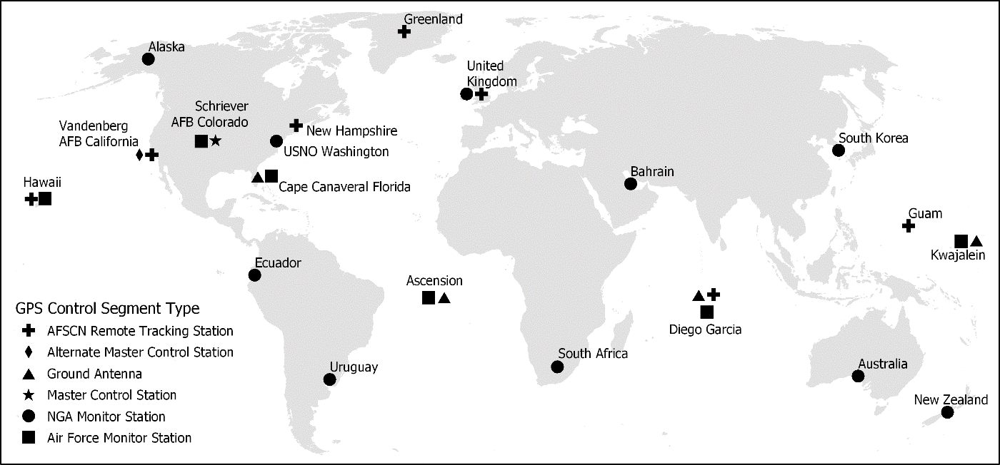 Greenland
Alaska
United
Kingdom
Schriever
AFB Colorado
Vandenberg
AFB California
New Hampshire
USNO Washington
South Korea
Hawaii
Cape Canaveral Florida
Bahrain
Guam
Kwajalein
Ecuador
Ascension
Diego Garcia
South Africa
Uruguay
Australia
New Zealand
GPS Control Segment Type
AFSCN Remote Tracking Station
Alternate Master Control Station
Ground Antenna
Master Control Station
NGA Monitor Station
Air Force Monitor Station